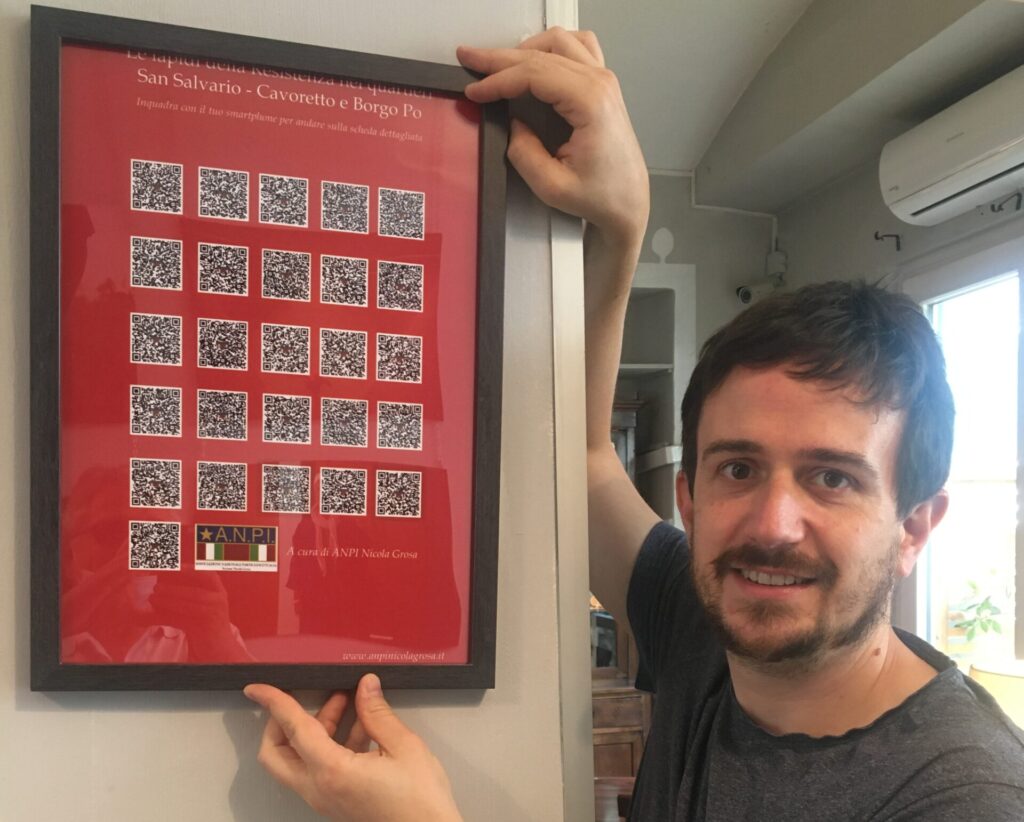 Le lapidi della Resistenza nei quartieri
San Salvario - Cavoretto e Borgo Po
Inquadra con il tuo smartphone per andare sulla scheda dettagliata
A.N.P.I.
A cura di ANPI Nicola Grosa
www.anpinicolagrosa.it